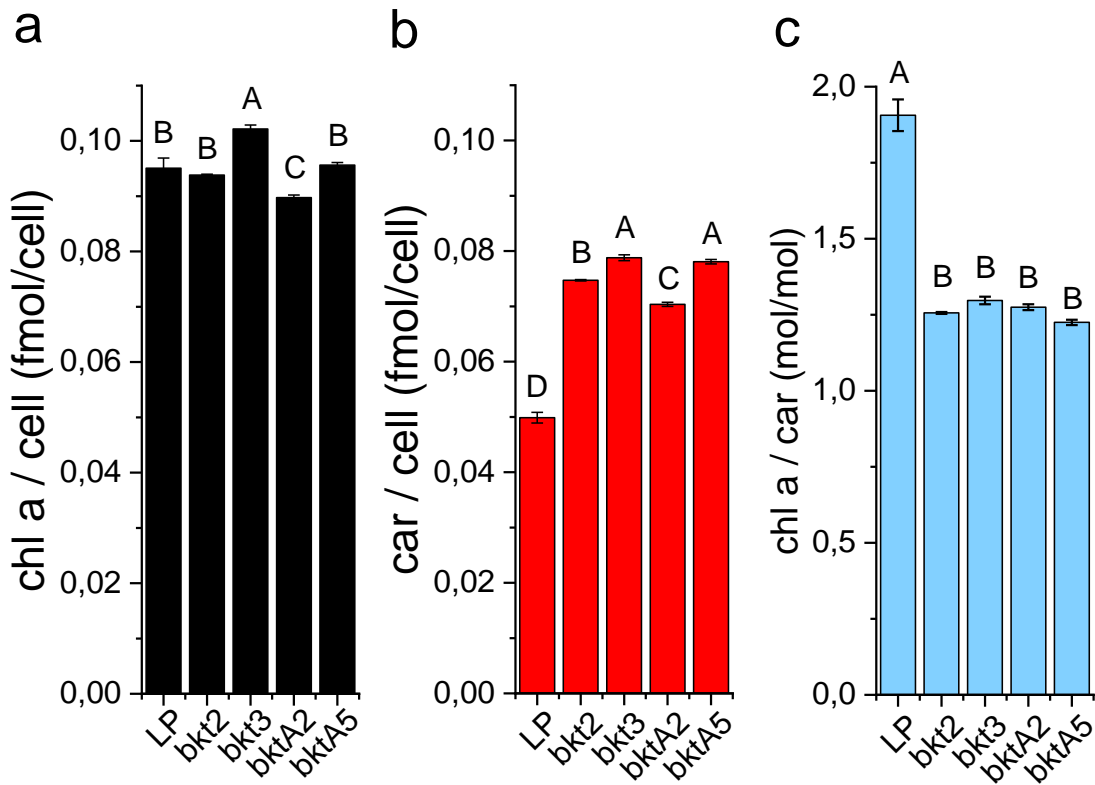 a
chl a / cell (fmol/cell)
0,10
0,08
0,06
0,04
0,02
0,00
B
B
A
C
B
LP
bkt2
bkt3
bktA2
bktA5
b
car / cell (fmol/cell)
0,10
0,08
0,06
0,04
0,02
0,00
D
B
A
C
A
LP
bkt2
bkt3
bktA2
bktA5
c
chl a / car (mol/mol)
2,0
1,5
1,0
0,5
0,0
A
B
B
B
B
LP
bkt2
bkt3
bktA2
bktA5